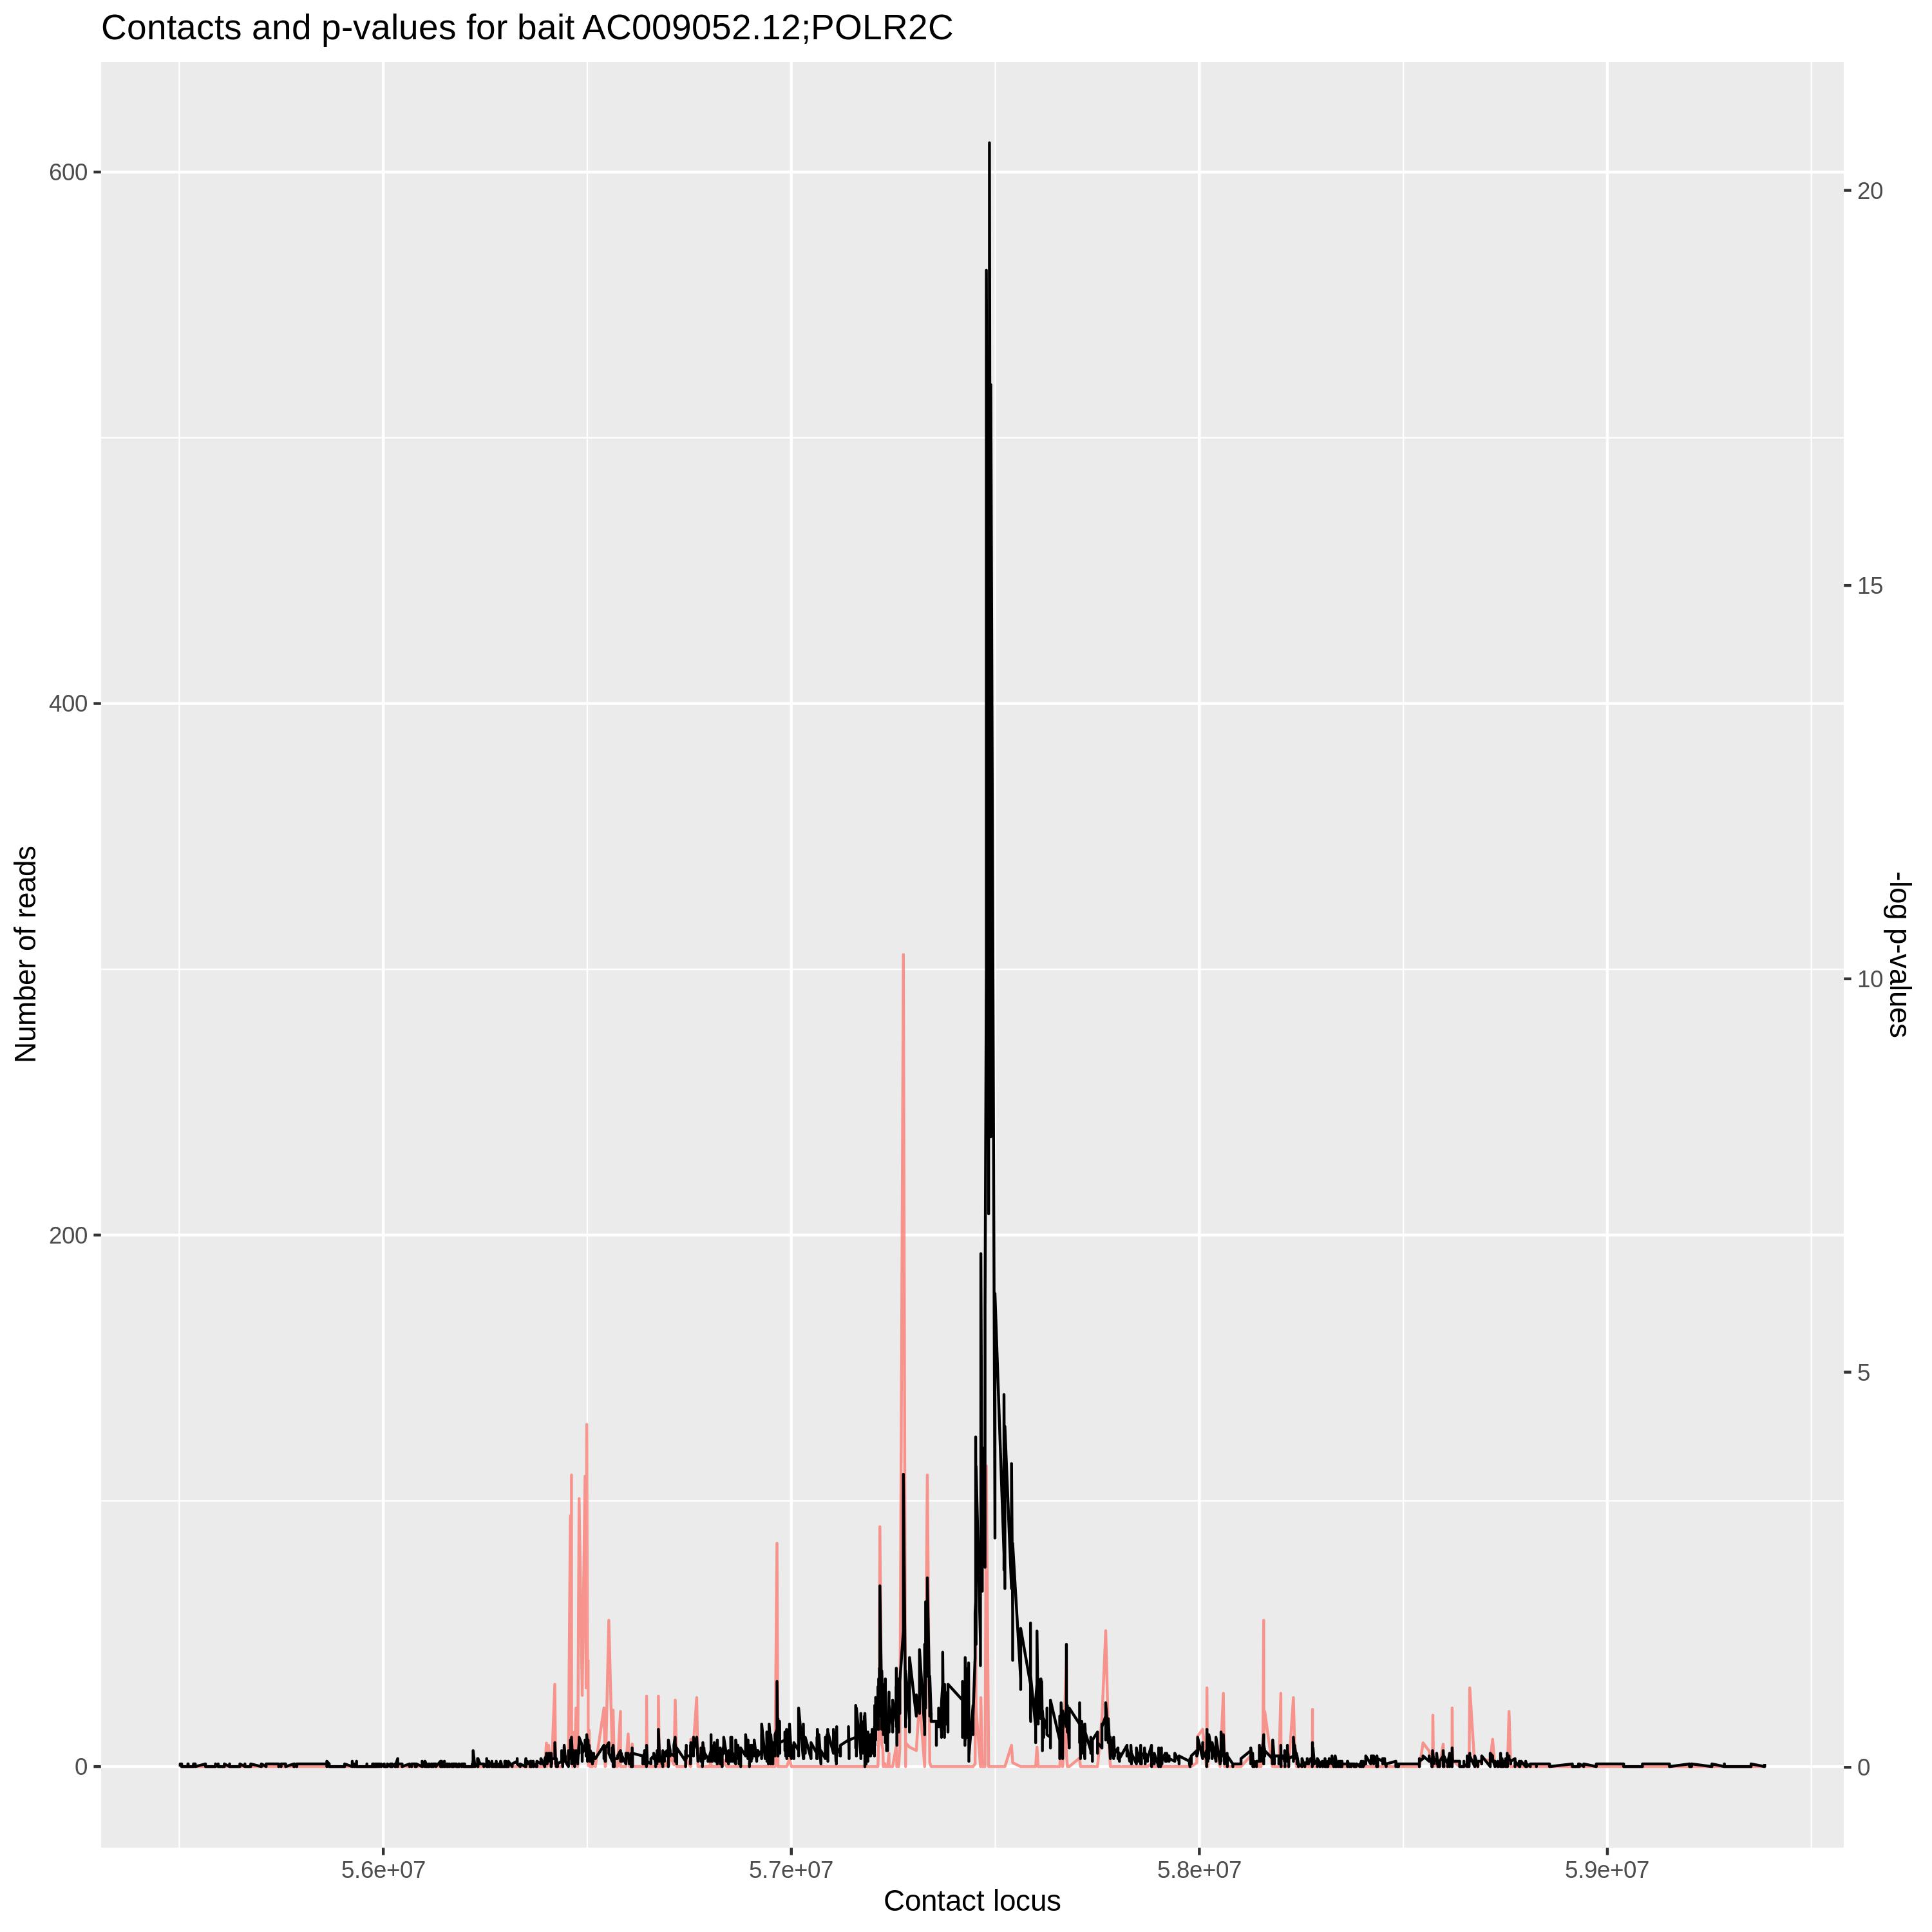 Contacts and p-values for bait AC009052.12;POLR2C
600
400
200
0
Number of reads
20
15
10
5
0
-log p-values
5.6e+07
5.7e+07
5.8e+07
5.9e+07
Contact locus